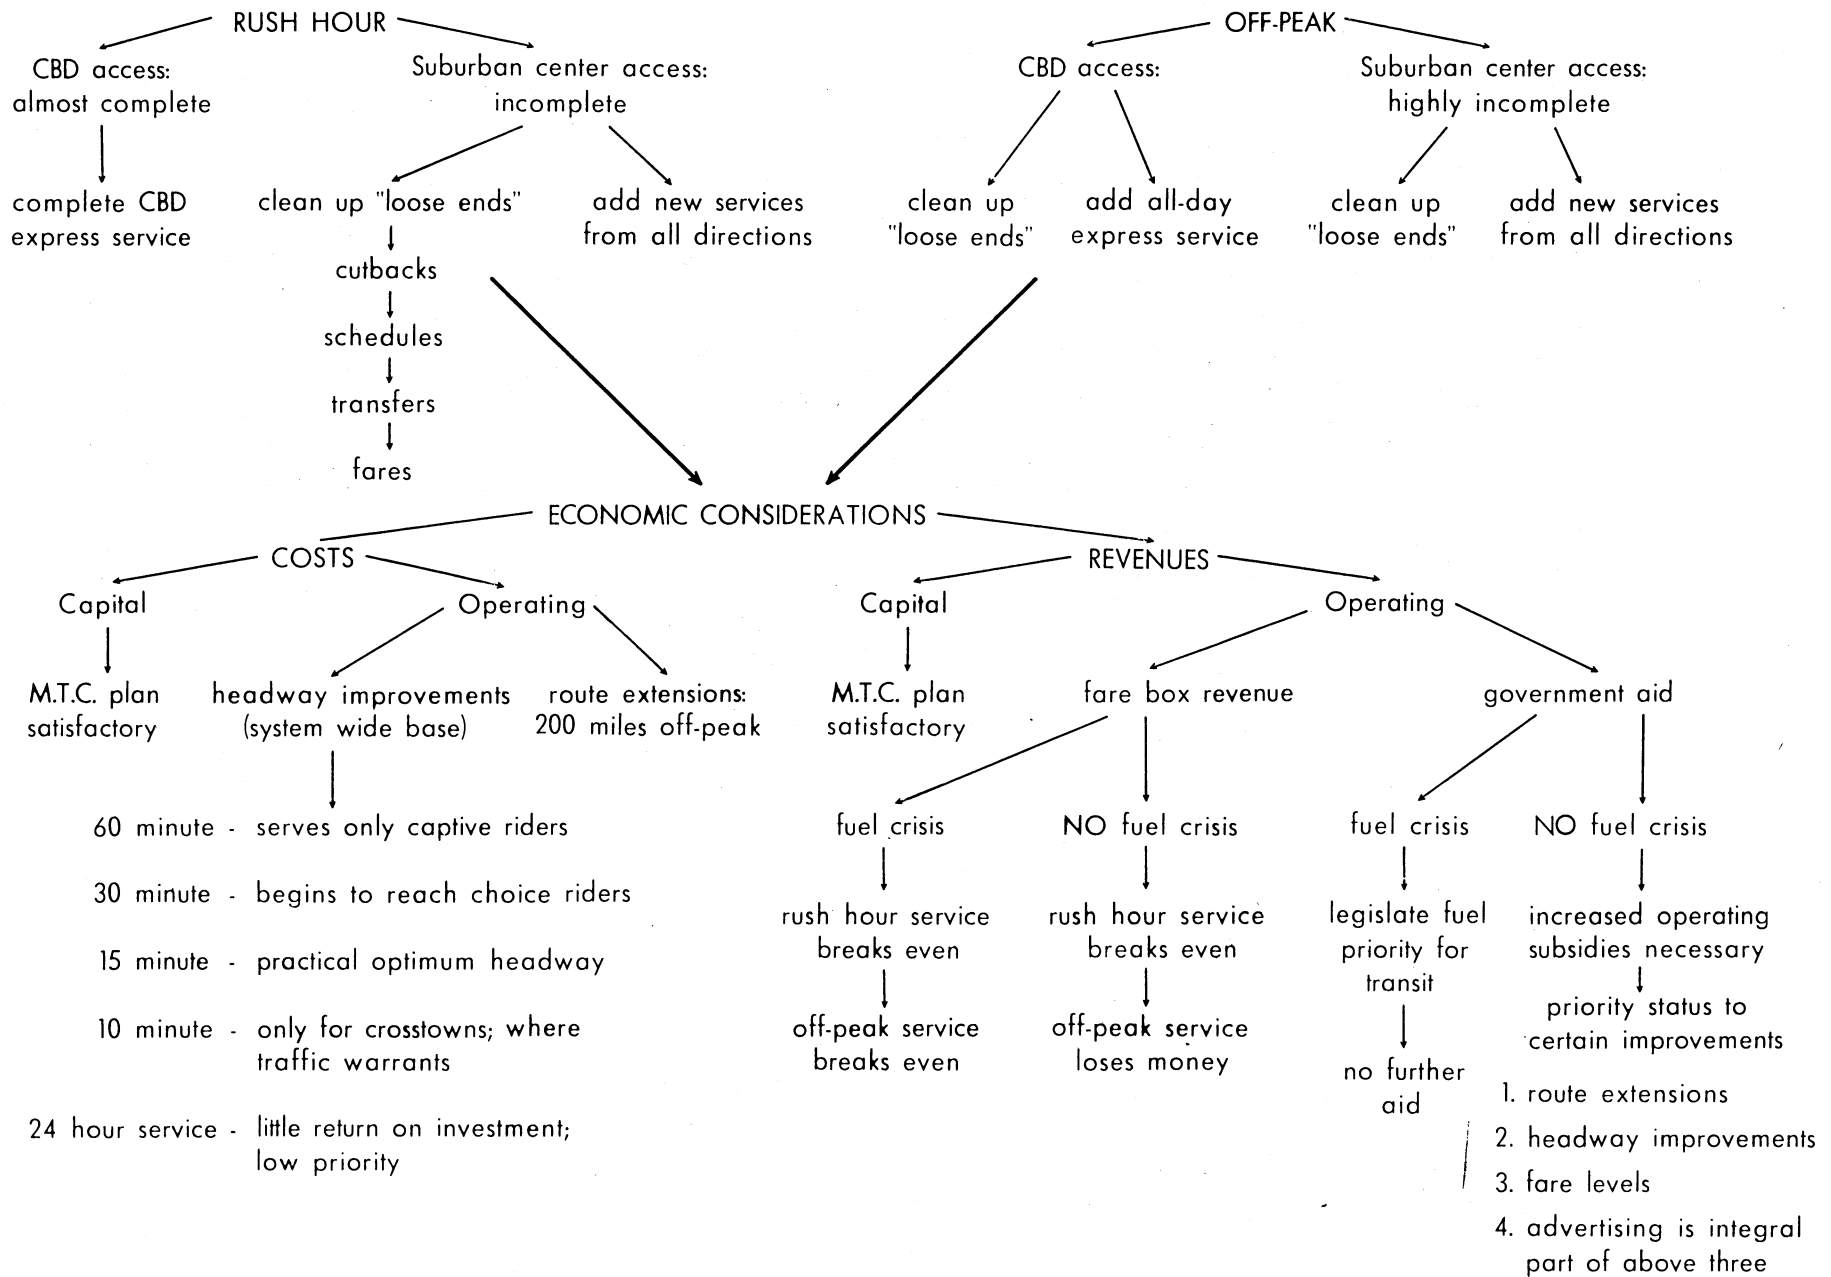 RUSH HOUR
CBD access:
almost complete
complete CBD
express service
Suburban center access:
incomplete
clean up "loose ends"
cutbacks
schedules
transfers
fares
add new services
from all directions
OFF-PEAK
CBD access:
clean up
"loose ends"
add all-day
express service
Suburban center access:
highly incomplete
clean up
"loose ends"
add new services
from all directions
ECONOMIC CONSIDERATIONS
COSTS
Capital
M.T.C. plan
satisfactory
Operating
headway improvements
(system wide base)
60 minute - serves only captive riders
30 minute - begins to reach choice riders
15 minute - practical optimum headway
10 minute - only for crosstowns; where
traffic warrants
24 hour service - little return on investment;
low priority
route extensions:
200 miles off-peak
REVENUES
Capital
M.T.C. plan
satisfactory
Operating
fare box revenue
fuel crisis
rush hour service
breaks even
off-peak service
breaks even
NO fuel crisis
rush hour service
breaks even
off-peak service
loses money
government aid
fuel crisis
legislate fuel
priority for
transit
no further
aid
NO fuel crisis
increased operating
subsidies necessary
priority status to
certain improvements
1. route extensions
2. headway improvements
3. fare levels
4. advertising is integral
part of above three